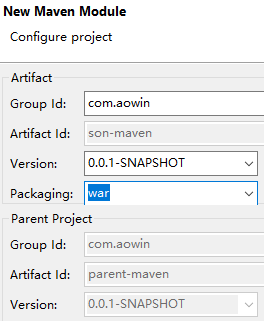 New Maven Module
Configure project
Artifact
Group Id: com.aowin
Artifact Id: son-maven
Version: 0.0.1-SNAPSHOT
Packaging: war
Parent Project
Group Id: com.aowin
Artifact Id: parent-maven
Version: 0.0.1-SNAPSHOT